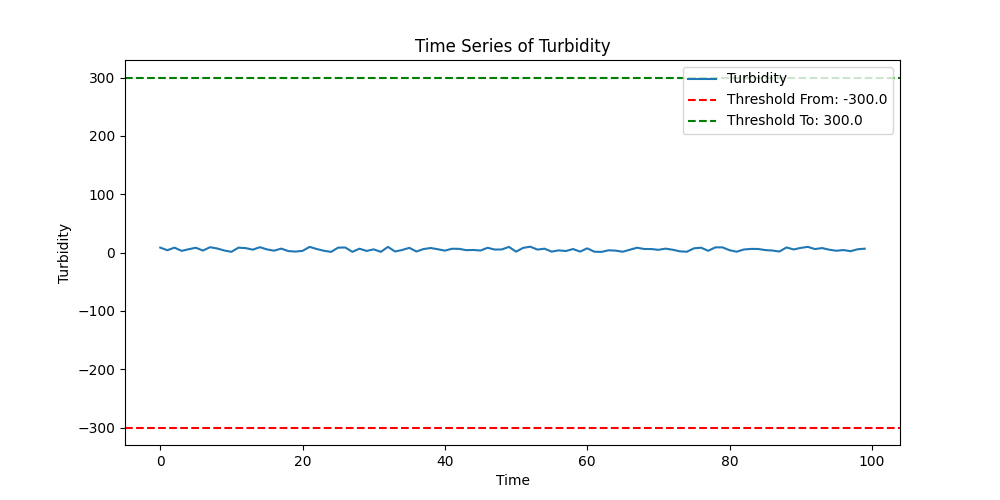 Time Series of Turbidity
300
200
100
0
−100
−200
−300
Turbidity
Turbidity
Threshold From: -300.0
Threshold To: 300.0
0 20 40 60 80 100
Time